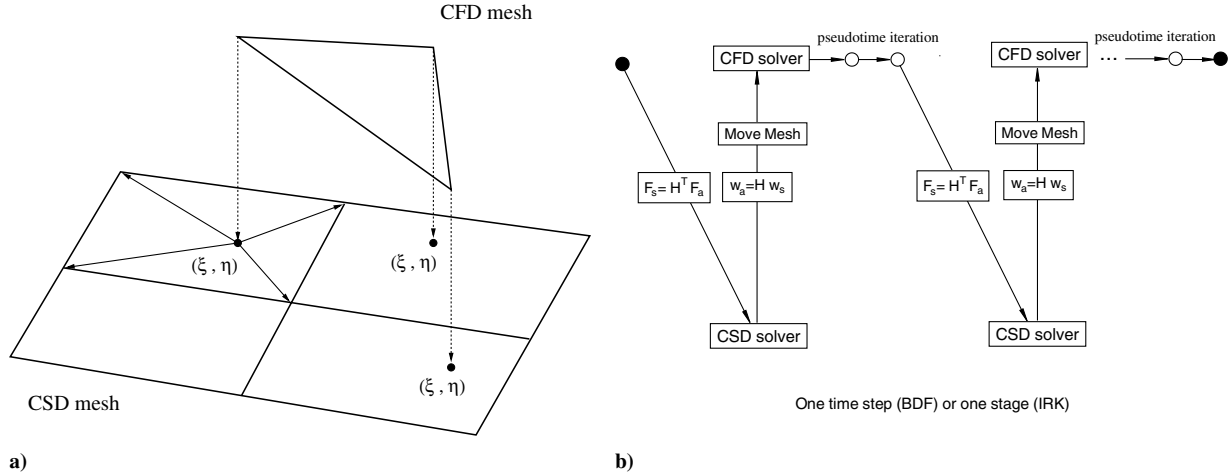 CFD mesh
(ξ , η)
(ξ , η)
(ξ , η)
CSD mesh
a)
CFD solver
pseudotime iteration
CFD solver
pseudotime iteration
...
Move Mesh
Move Mesh
F_s = H^T F_a
w_a=H w_s
F_s = H^T F_a
w_a=H w_s
CSD solver
CSD solver
One time step (BDF) or one stage (IRK)
b)